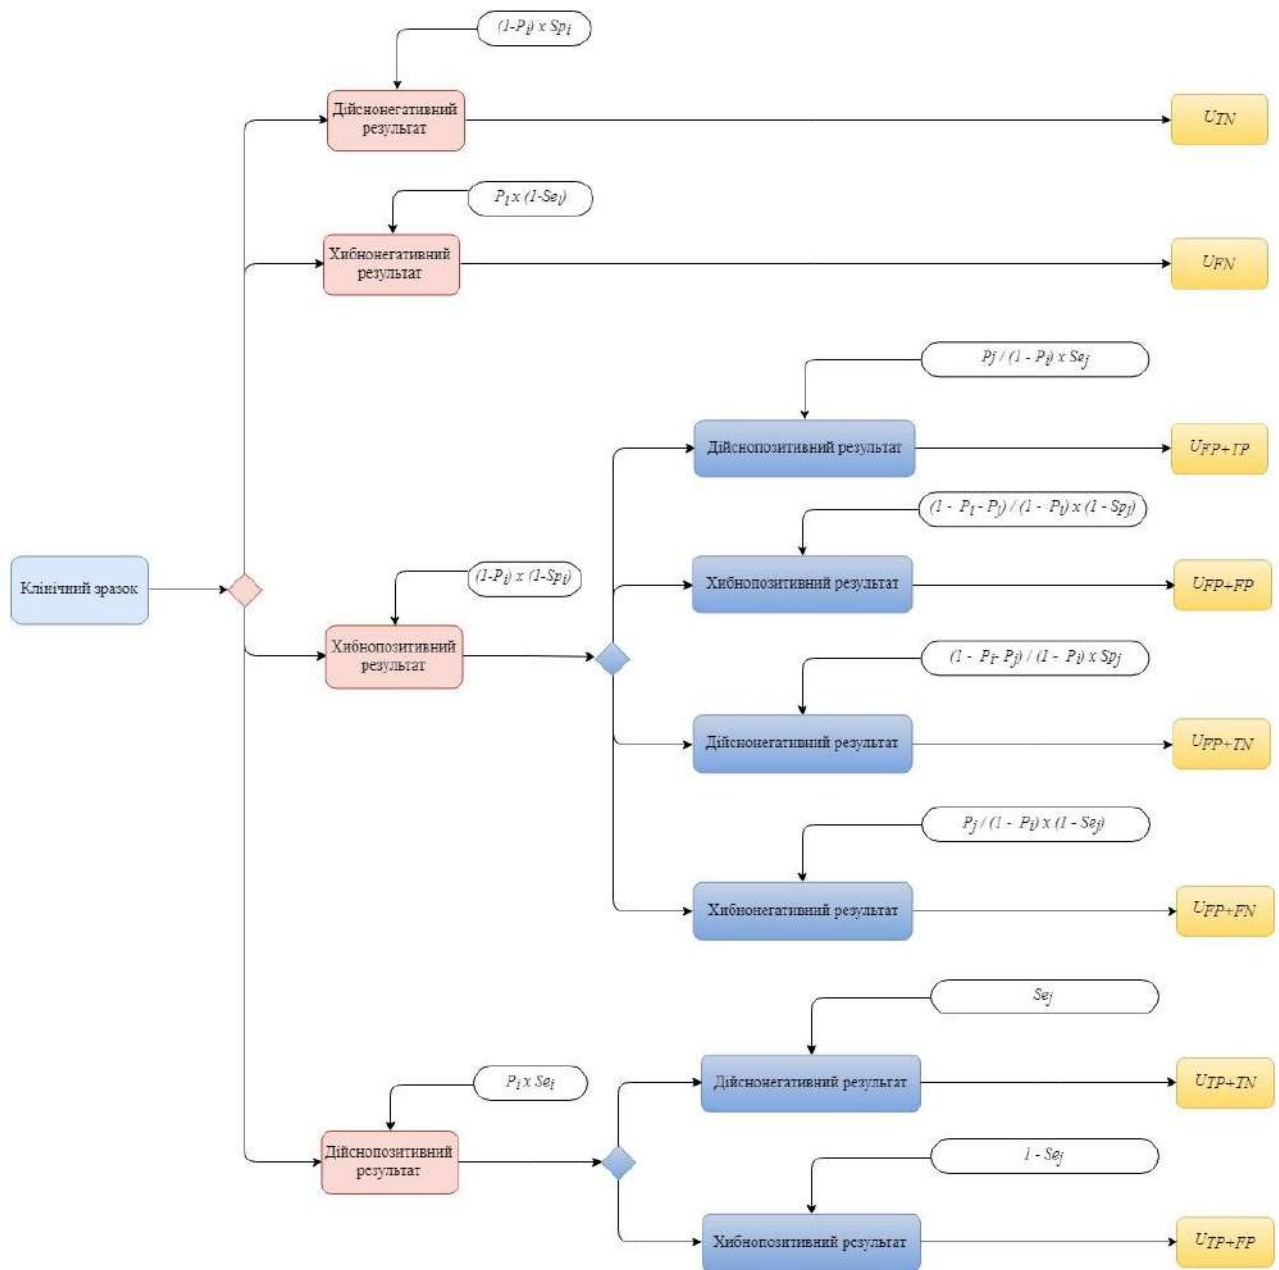 (1-Pi) x Spi
Дійснонегативний
результат
UTN
Pi x (1-Sei)
Хибнонегативний
результат
UFN
Pj / (1 - Pi) x Sej
Дійснопозитивний результат
UFP+TP
(1 - Pi - Pj) / (1 - Pi) x (1 - Spj)
Хибнопозитивний результат
UFP+FP
Клінічний зразок
(1-Pi) x (1-Spi)
Хибнопозитивний
результат
(1 - Pi- Pj) / (1 - Pi) x Spj
Дійснонегативний результат
UFP+TN
Pj / (1 - Pi) x (1 - Sej)
Хибнонегативний результат
UFP+FN
Sej
Дійснонегативний результат
UTP+TN
Pi x Sei
Дійснопозитивний
результат
1 - Sej
Хибнопозитивний результат
UTP+FP